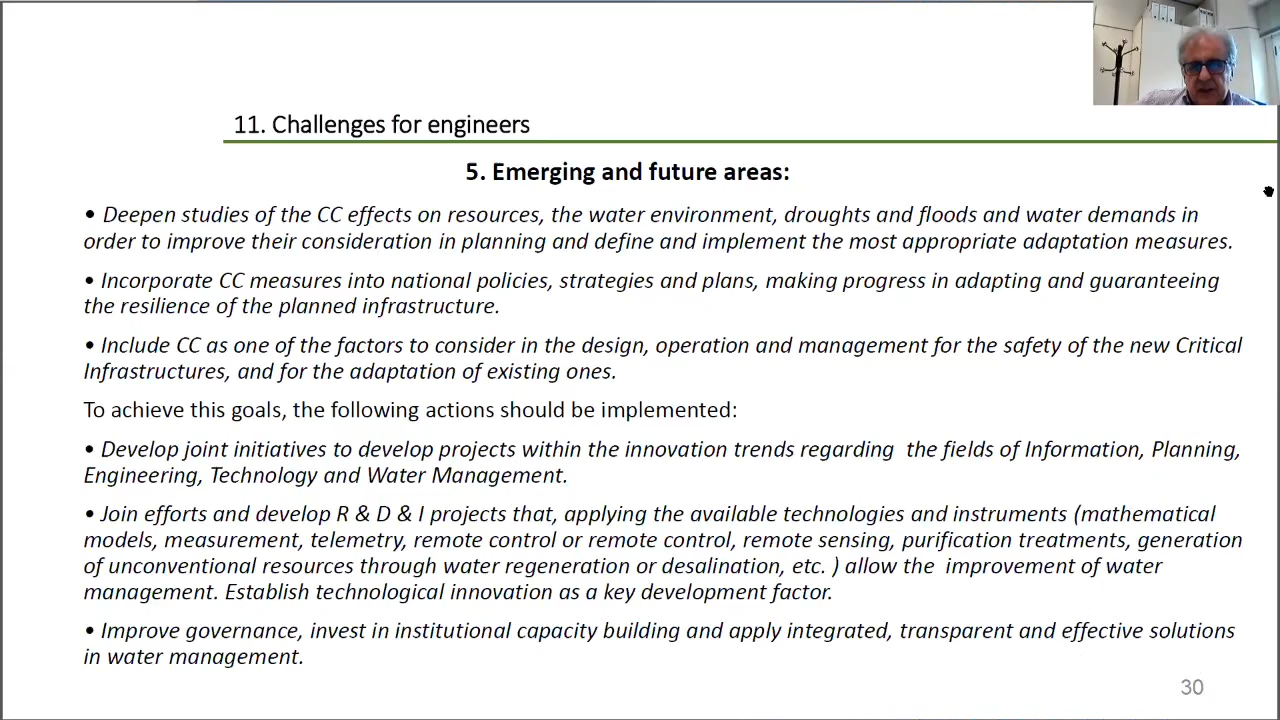 11. Challenges for engineers
5. Emerging and future areas:
• Deepen studies of the CC effects on resources, the water environment, droughts and floods and water demands in
order to improve their consideration in planning and define and implement the most appropriate adaptation measures.
• Incorporate CC measures into national policies, strategies and plans, making progress in adapting and guaranteeing
the resilience of the planned infrastructure.
• Include CC as one of the factors to consider in the design, operation and management for the safety of the new Critical
Infrastructures, and for the adaptation of existing ones.
To achieve this goals, the following actions should be implemented:
• Develop joint initiatives to develop projects within the innovation trends regarding  the fields of Information, Planning,
Engineering, Technology and Water Management.
• Join efforts and develop R & D & I projects that, applying the available technologies and instruments (mathematical
models, measurement, telemetry, remote control or remote control, remote sensing, purification treatments, generation
of unconventional resources through water regeneration or desalination, etc. ) allow the  improvement of water
management. Establish technological innovation as a key development factor.
• Improve governance, invest in institutional capacity building and apply integrated, transparent and effective solutions
in water management.
30